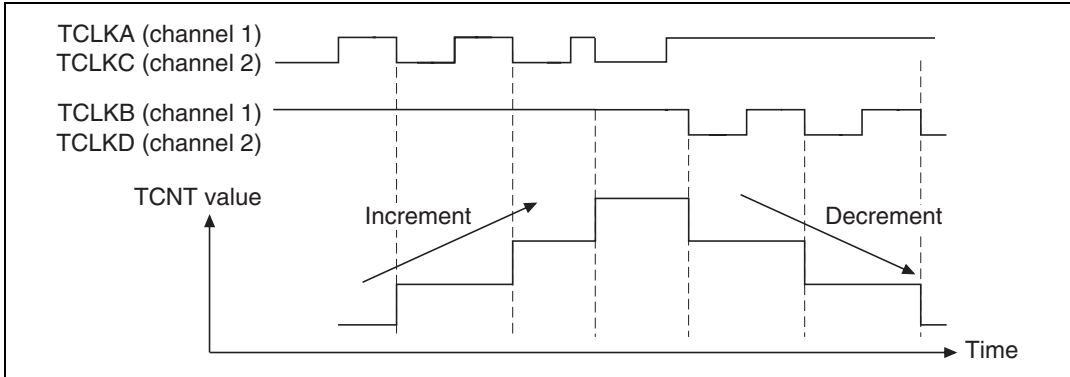 TCLKA (channel 1)
TCLKC (channel 2)
TCLKB (channel 1)
TCLKD (channel 2)
TCNT value
Increment
Decrement
Time